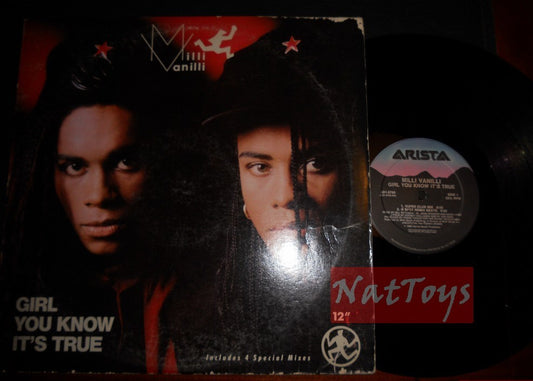 Milli
Vanilli
GIRL
YOU KNOW
IT'S TRUE
Includes 4 Special Mixes
12"
ARISTA
MILLI VANILLI
GIRL YOU KNOW IT'S TRUE
NatToys